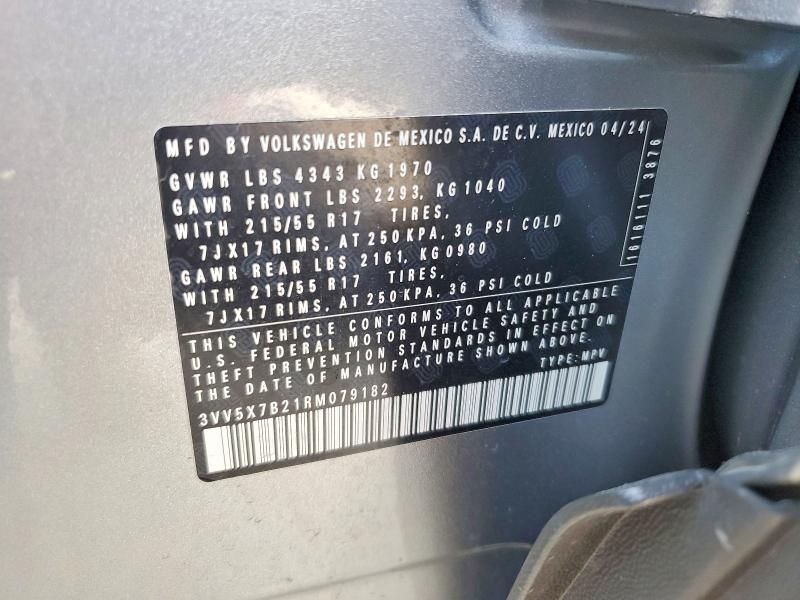 MFD BY VOLKSWAGEN DE MEXICO S.A. DE C.V. MEXICO 04/24
GVWR LBS 4343 KG 1970
GAWR FRONT LBS 2293, KG 1040
WITH 215/55 R17 TIRES,
7JX17 RIMS, AT 250 KPA, 36 PSI COLD
GAWR REAR LBS 2161, KG 0980
WITH 215/55 R17 TIRES,
7JX17 RIMS, AT 250 KPA, 36 PSI COLD
THIS VEHICLE CONFORMS TO ALL APPLICABLE
U.S. FEDERAL MOTOR VEHICLE SAFETY AND
THEFT PREVENTION STANDARDS IN EFFECT ON
THE DATE OF MANUFACTURE SHOWN ABOVE.
TYPE: MPV
3VV5X7B21RM079182
1616111 3876